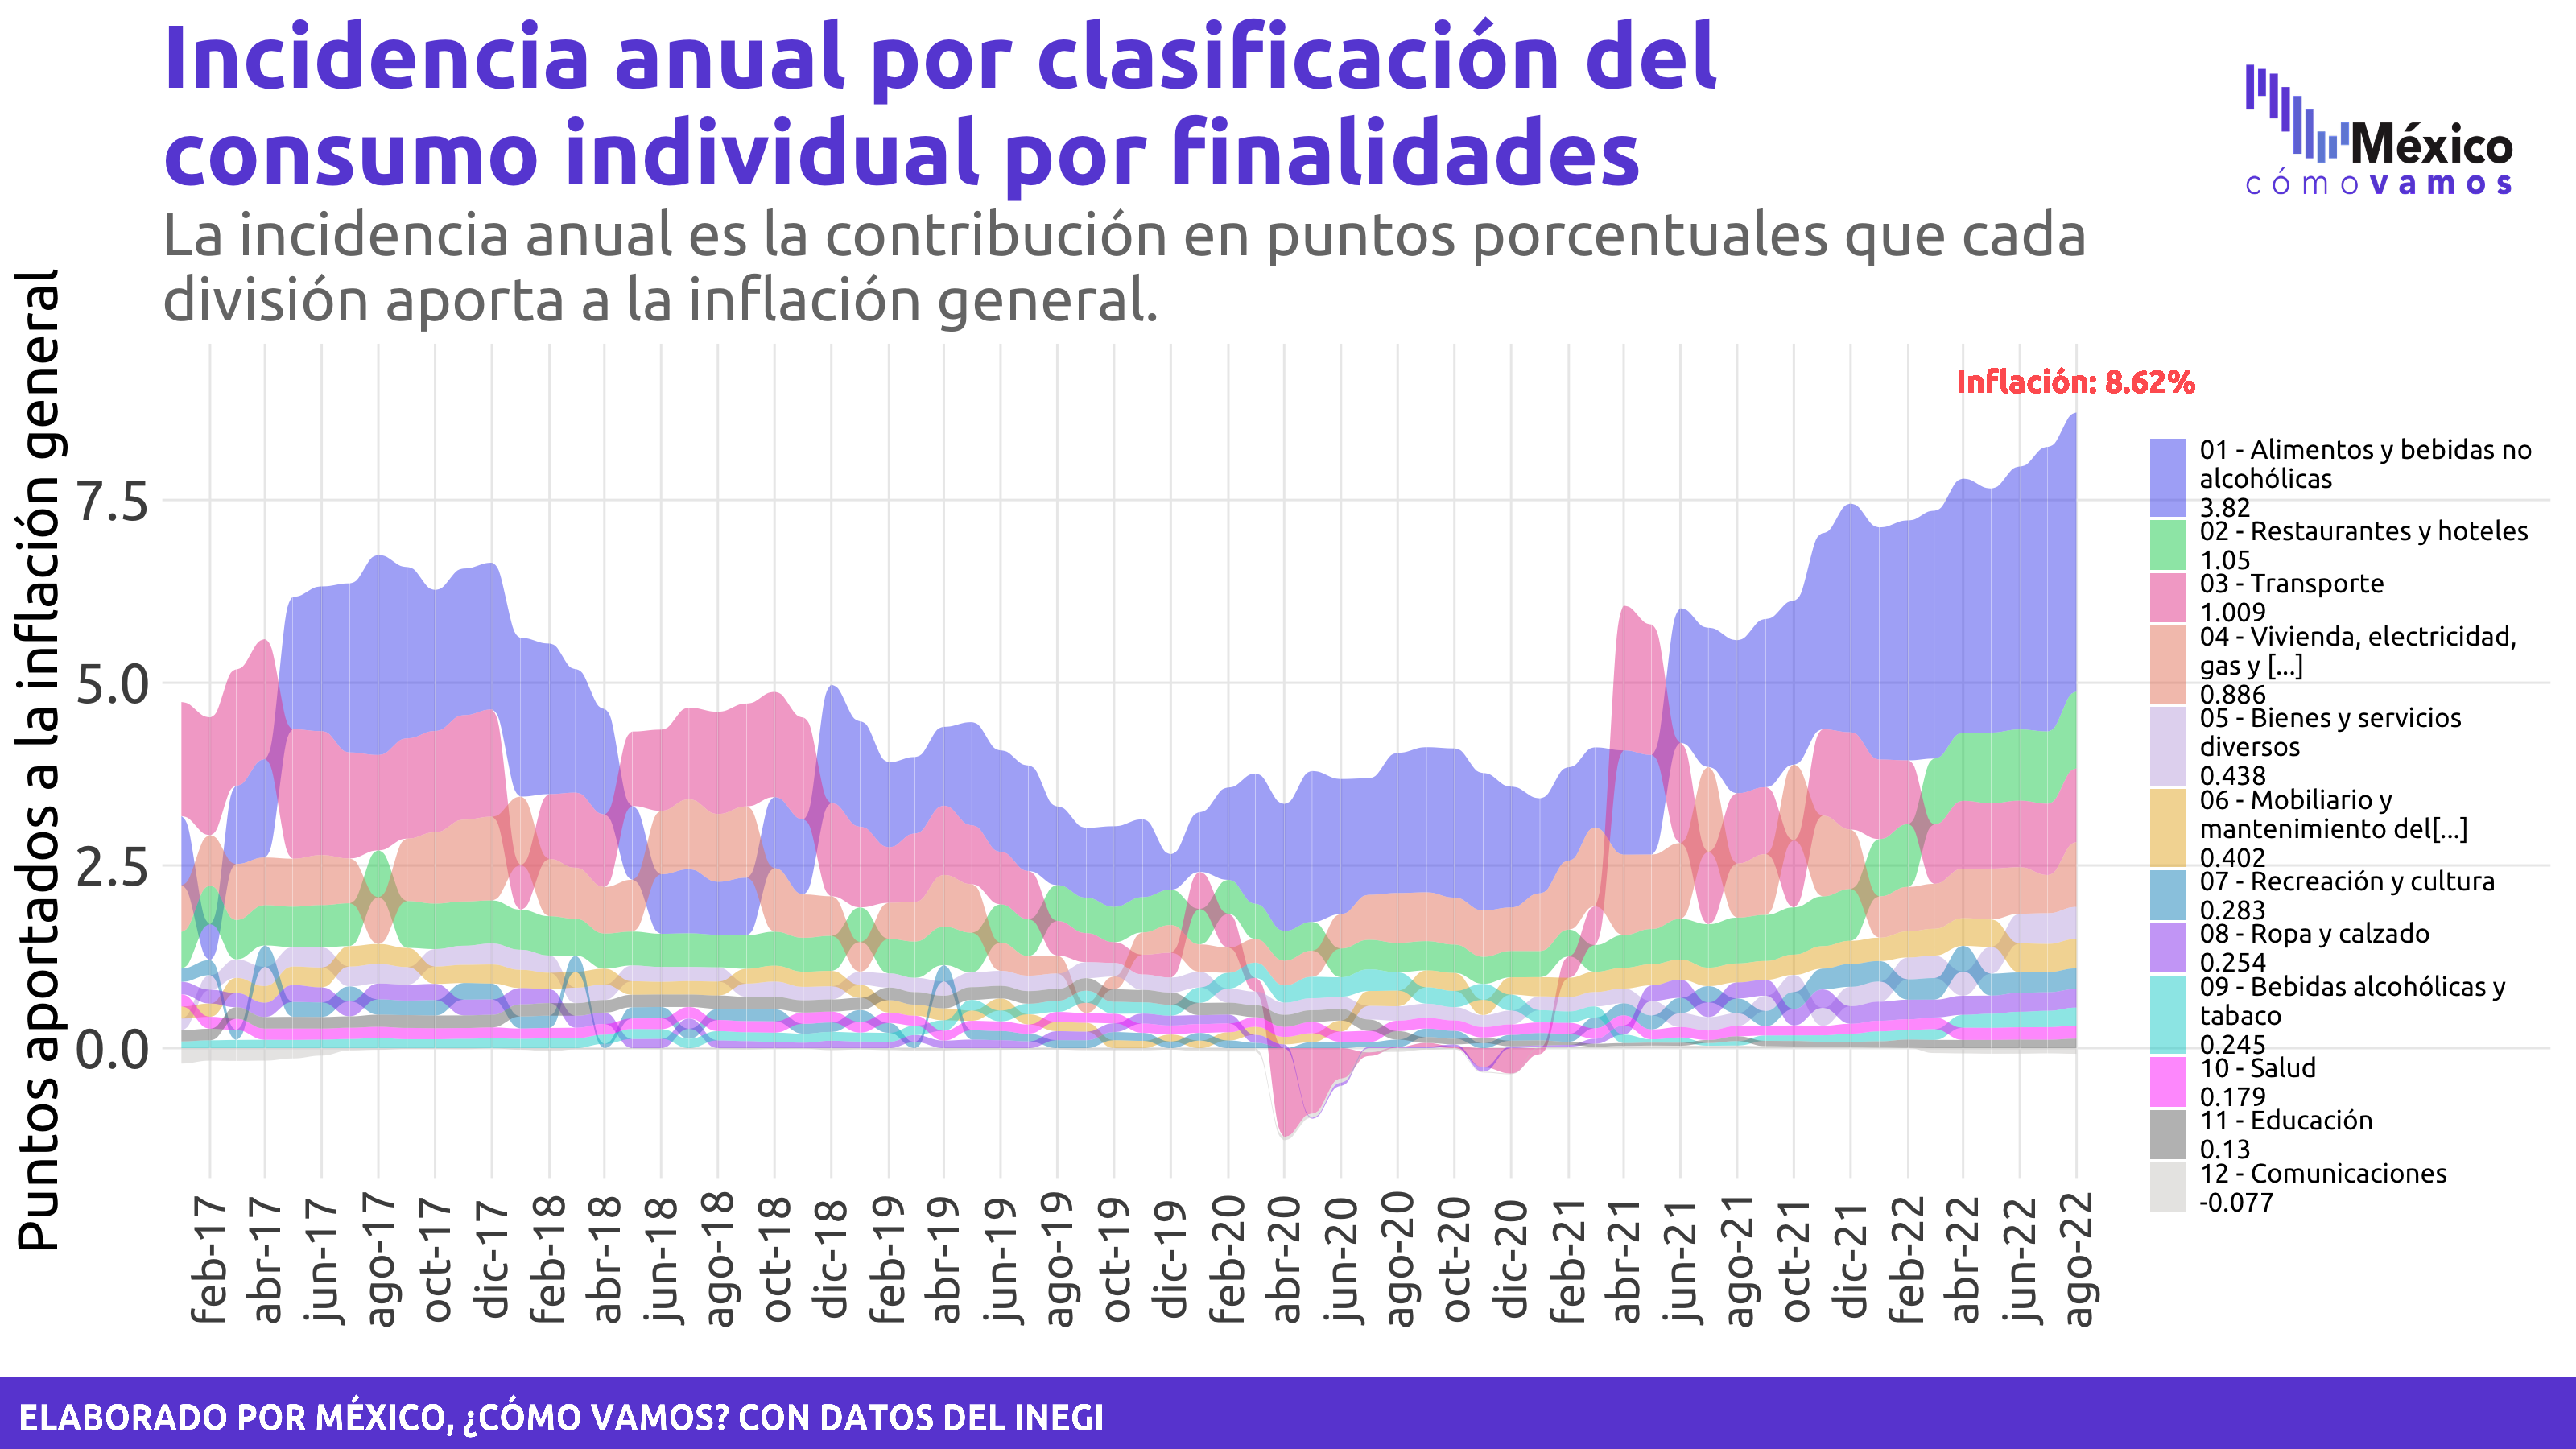 Incidencia anual por clasificación del
consumo individual por finalidades
La incidencia anual es la contribución en puntos porcentuales que cada
división aporta a la inflación general.
México
cómovamos
Puntos aportados a la inflación general
7.5
5.0
2.5
0.0
Inflación: 8.62%
01 - Alimentos y bebidas no
alcohólicas
3.82
02 - Restaurantes y hoteles
1.05
03 - Transporte
1.009
04 - Vivienda, electricidad,
gas y [...]
0.886
05 - Bienes y servicios
diversos
0.438
06 - Mobiliario y
mantenimiento del[...]
0.402
07 - Recreación y cultura
0.283
08 - Ropa y calzado
0.254
09 - Bebidas alcohólicas y
tabaco
0.245
10 - Salud
0.179
11 - Educación
0.13
12 - Comunicaciones
-0.077
feb-17
abr-17
jun-17
ago-17
oct-17
dic-17
feb-18
abr-18
jun-18
ago-18
oct-18
dic-18
feb-19
abr-19
jun-19
ago-19
oct-19
dic-19
feb-20
abr-20
jun-20
ago-20
oct-20
dic-20
feb-21
abr-21
jun-21
ago-21
oct-21
dic-21
feb-22
abr-22
jun-22
ago-22
ELABORADO POR MÉXICO, ¿CÓMO VAMOS? CON DATOS DEL INEGI